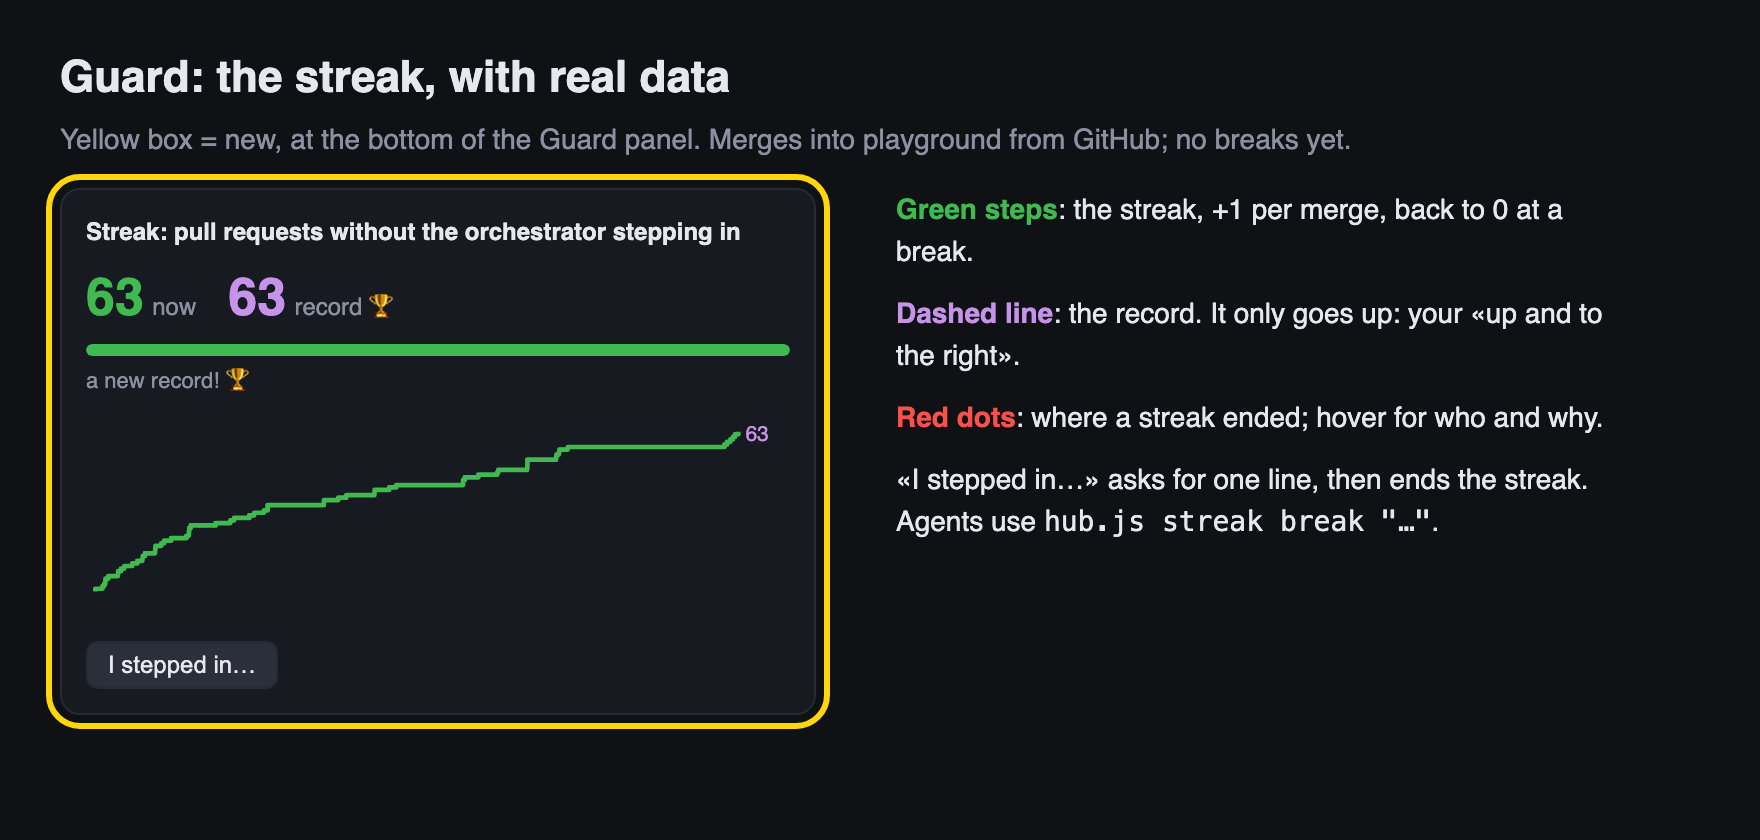 Guard: the streak, with real data
Yellow box = new, at the bottom of the Guard panel. Merges into playground from GitHub; no breaks yet.
Streak: pull requests without the orchestrator stepping in
63 now 63 record 🏆
a new record! 🏆
63
I stepped in…
Green steps: the streak, +1 per merge, back to 0 at a
break.
Dashed line: the record. It only goes up: your «up and to
the right».
Red dots: where a streak ended; hover for who and why.
«I stepped in…» asks for one line, then ends the streak.
Agents use hub.js streak break "…".